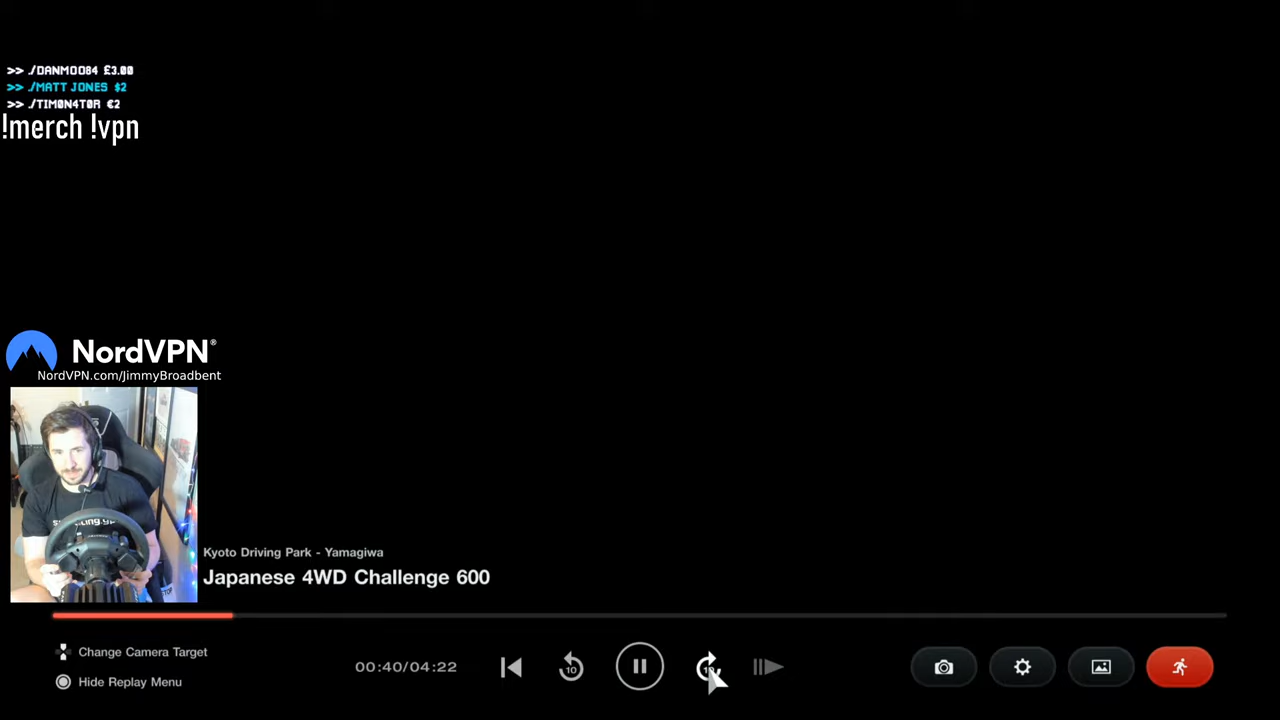 >> ./DANMOO84 £3.00
>> ./MATT JONES $2
>> ./TIM0N4T0R €2
!merch !vpn
NordVPN®
NordVPN.com/JimmyBroadbent
Kyoto Driving Park - Yamagiwa
Japanese 4WD Challenge 600
Change Camera Target
Hide Replay Menu
00:40/04:22
10